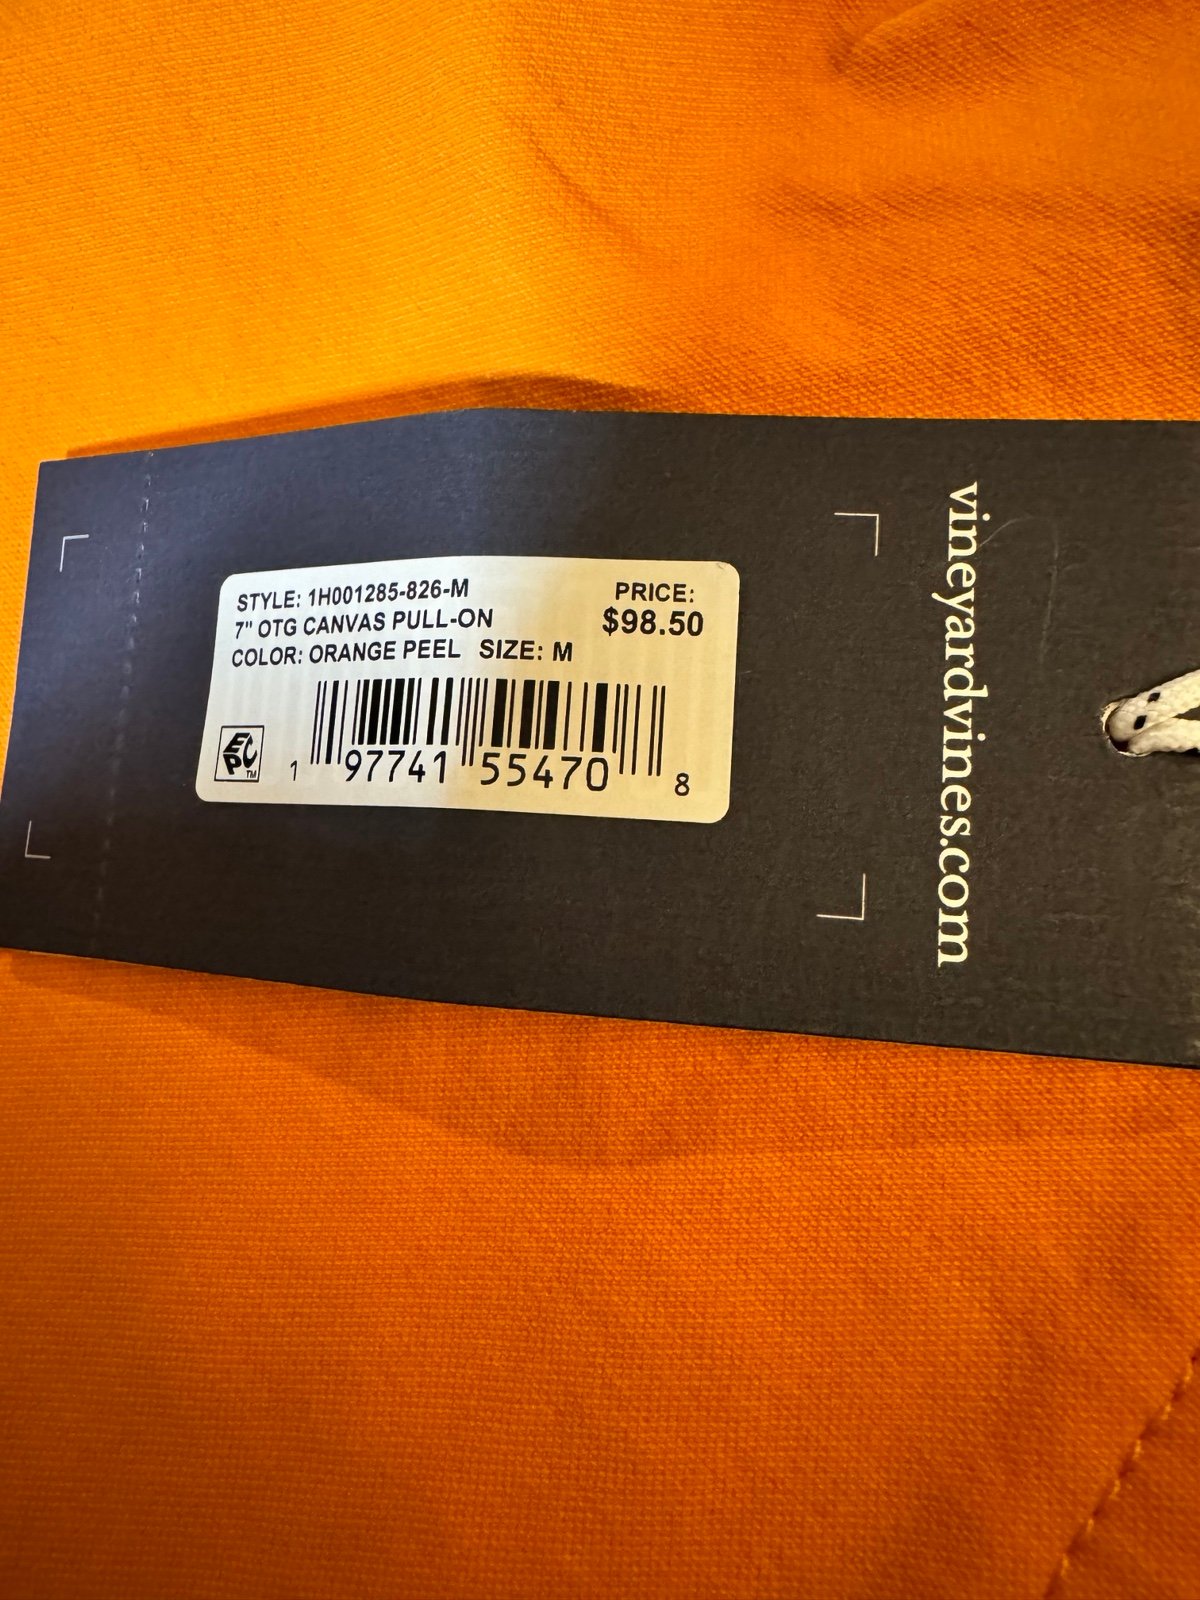 STYLE: 1H001285-826-M
7" OTG CANVAS PULL-ON
COLOR: ORANGE PEEL SIZE: M
PRICE:
$98.50
EPC TM
1 97741 55470 8
vineyardvines.com